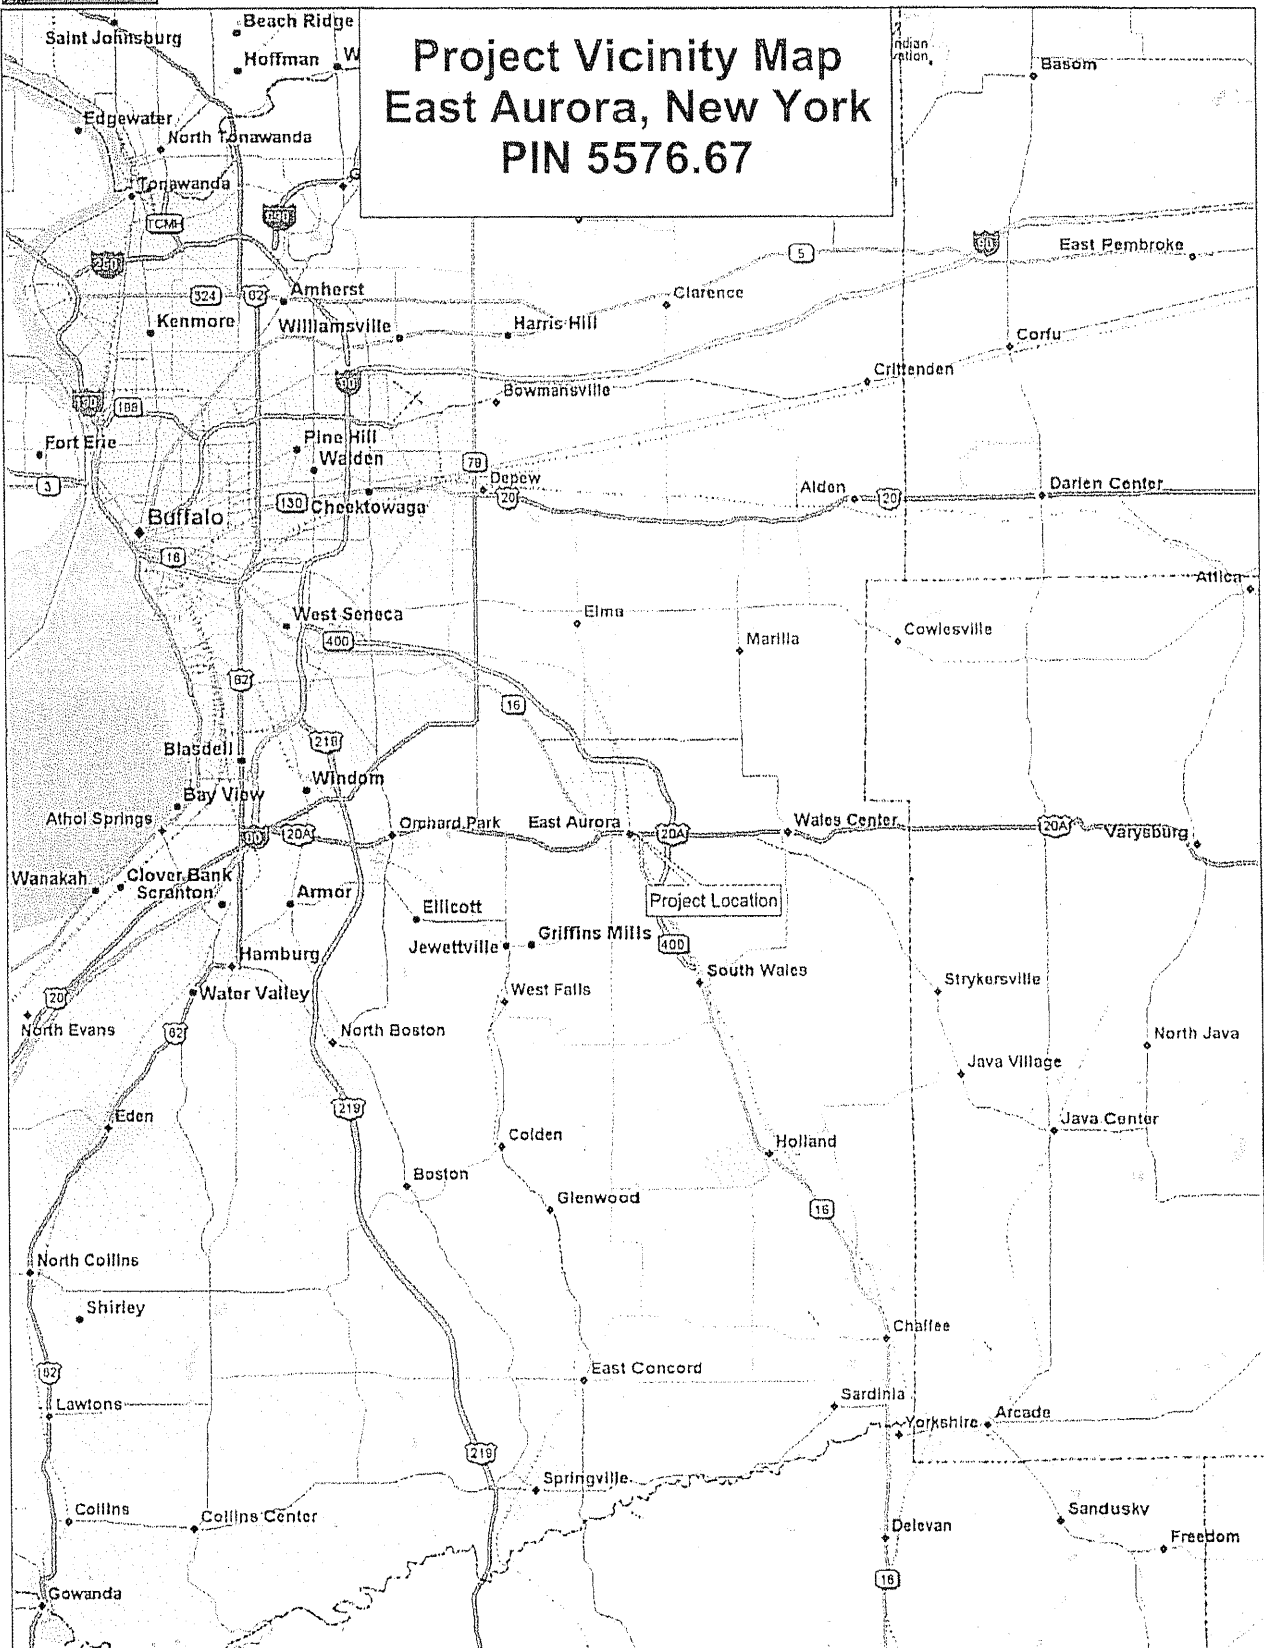 Project Vicinity Map
East Aurora, New York
PIN 5576.67
Saint Johnsburg
Beach Ridge
Hoffman
W
Basom
Edgewater
North Tonawanda
Tonawanda
TCMH
990
290
5
90
East Pembroke
324
62
Amherst
Clarence
Kenmore
Williamsville
Harris Hill
Corfu
Crittenden
90
Bowmansville
190
198
Fort Erie
Pine Hill
Walden
78
3
Depew
20
Alden
20
Darien Center
130
Cheektowaga
Buffalo
16
Attica
West Seneca
400
Elma
Marilla
Cowlesville
62
16
219
Blasdell
Windom
Bay View
Athol Springs
90
20A
Orchard Park
East Aurora
20A
Wales Center
20A
Varysburg
Wanakah
Clover Bank
Scranton
Armor
Project Location
Ellicott
Jewettville
Griffins Mills
400
Hamburg
South Wales
Water Valley
West Falls
Strykersville
20
North Evans
62
North Boston
North Java
Java Village
219
Eden
Java Center
Colden
Holland
Boston
Glenwood
16
North Collins
Shirley
Chaffee
62
East Concord
Lawtons
Sardinia
Yorkshire
Arcade
219
Springville
Collins
Collins Center
Sandusky
Delevan
Freedom
16
Gowanda